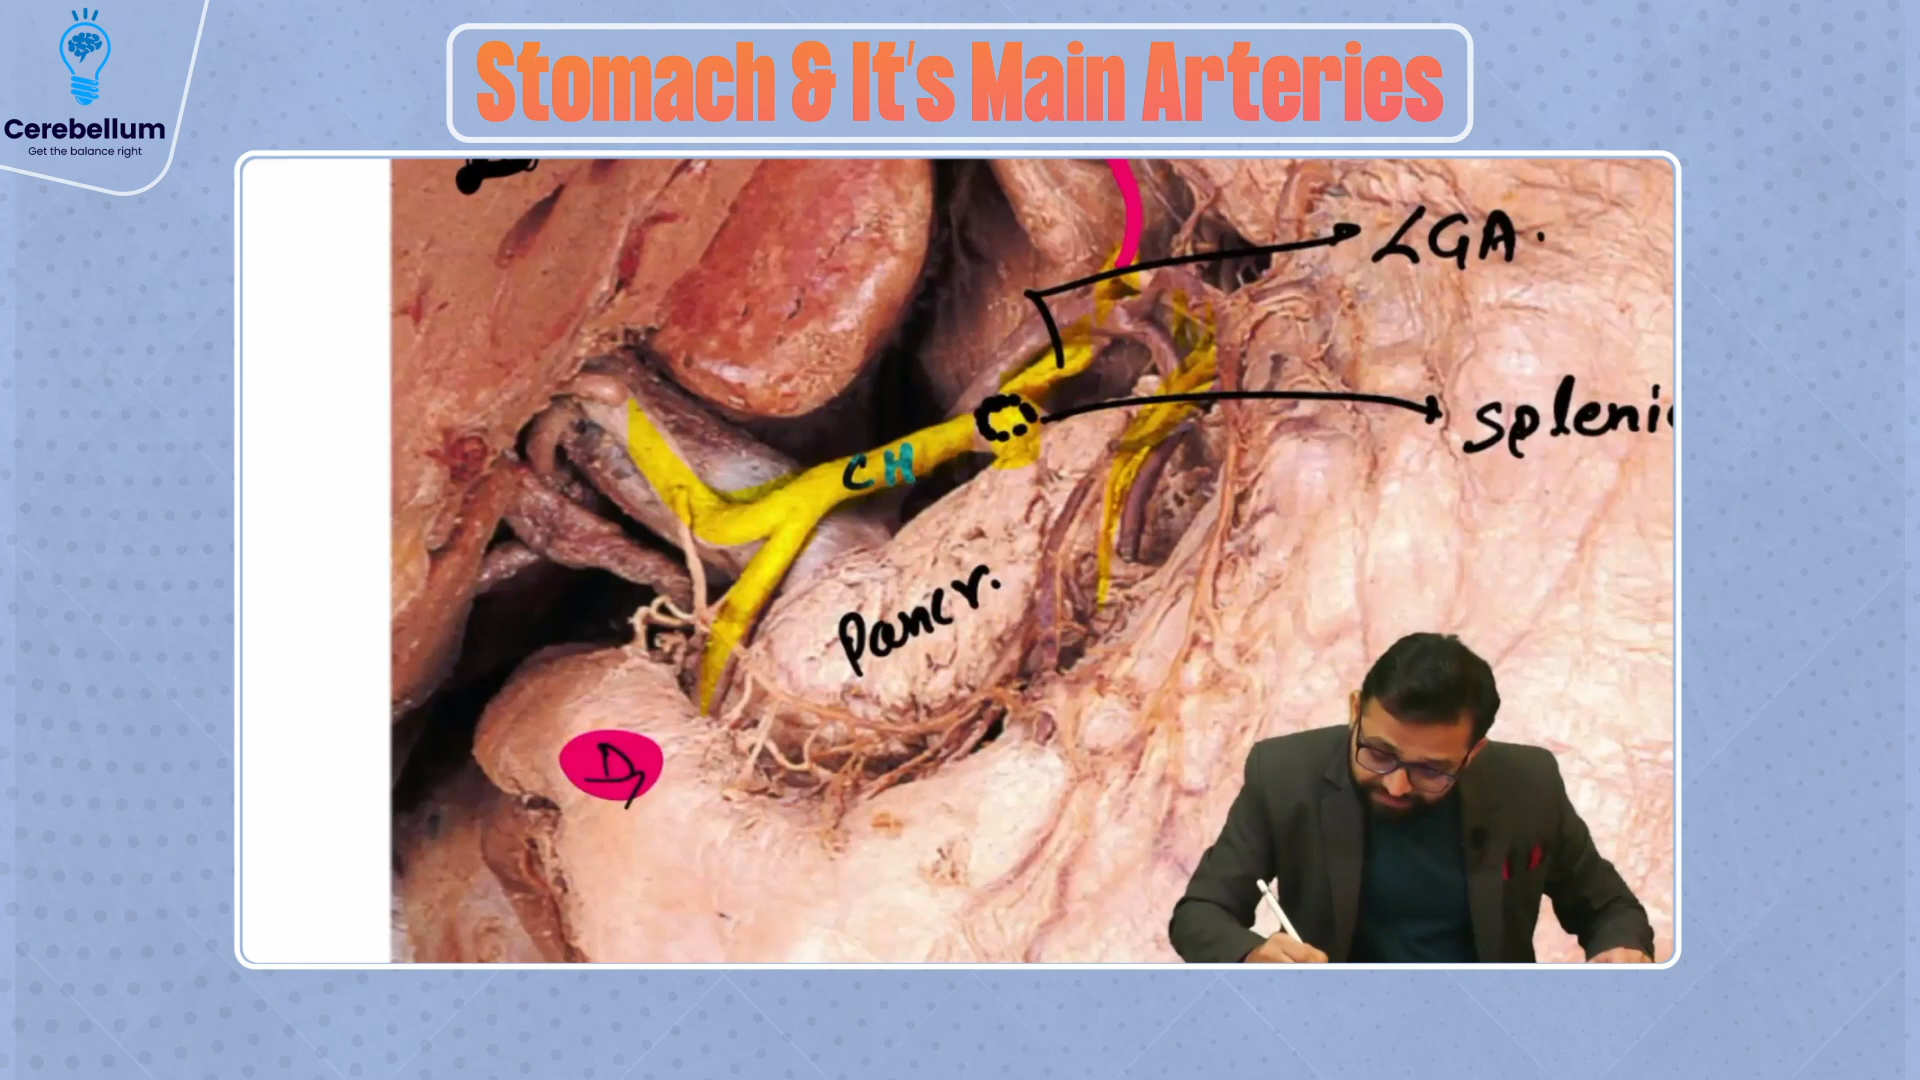 Cerebellum
Get the balance right
Stomach & It's Main Arteries
LGA.
Splenic
CH
Pancr.
D